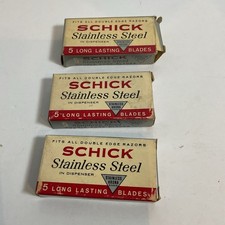 FITS ALL DOUBLE EDGE RAZORS
SCHICK
Stainless Steel
IN DISPENSER
5 LONG LASTING BLADES
FITS ALL DOUBLE EDGE RAZORS
SCHICK
Stainless Steel
IN DISPENSER
5 LONG LASTING BLADES
FITS ALL DOUBLE EDGE RAZORS
SCHICK
Stainless Steel
IN DISPENSER
5 LONG LASTING BLADES